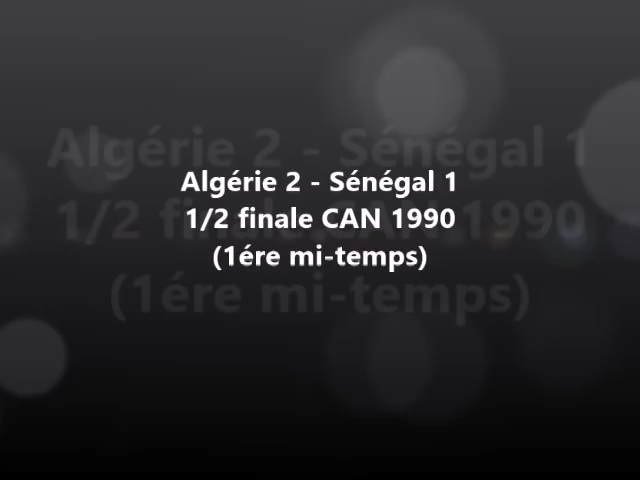 Algérie 2 - Sénégal 1
1/2 finale CAN 1990
(1ére mi-temps)